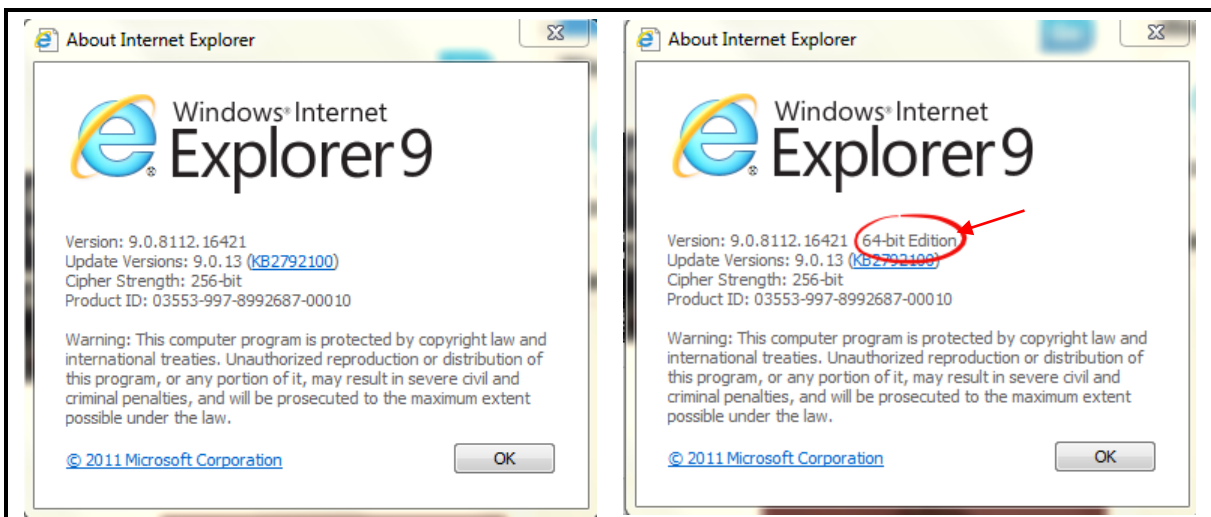 About Internet Explorer
Windows® Internet
Explorer 9
Version: 9.0.8112.16421
Update Versions: 9.0.13 (KB2792100)
Cipher Strength: 256-bit
Product ID: 03553-997-8992687-00010
Warning: This computer program is protected by copyright law and
international treaties. Unauthorized reproduction or distribution of
this program, or any portion of it, may result in severe civil and
criminal penalties, and will be prosecuted to the maximum extent
possible under the law.
© 2011 Microsoft Corporation
OK
About Internet Explorer
Windows® Internet
Explorer 9
Version: 9.0.8112.16421 64-bit Edition
Update Versions: 9.0.13 (KB2792100)
Cipher Strength: 256-bit
Product ID: 03553-997-8992687-00010
Warning: This computer program is protected by copyright law and
international treaties. Unauthorized reproduction or distribution of
this program, or any portion of it, may result in severe civil and
criminal penalties, and will be prosecuted to the maximum extent
possible under the law.
© 2011 Microsoft Corporation
OK